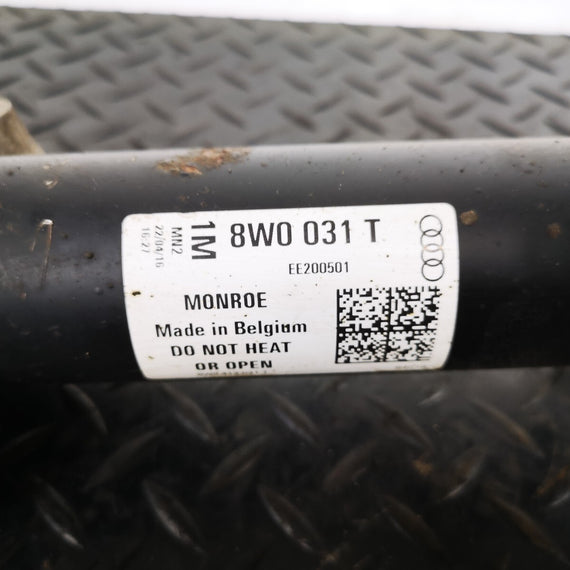 MN2
22/04/16
16:27
1M
8W0 031 T
EE200501
MONROE
Made in Belgium
DO NOT HEAT
OR OPEN